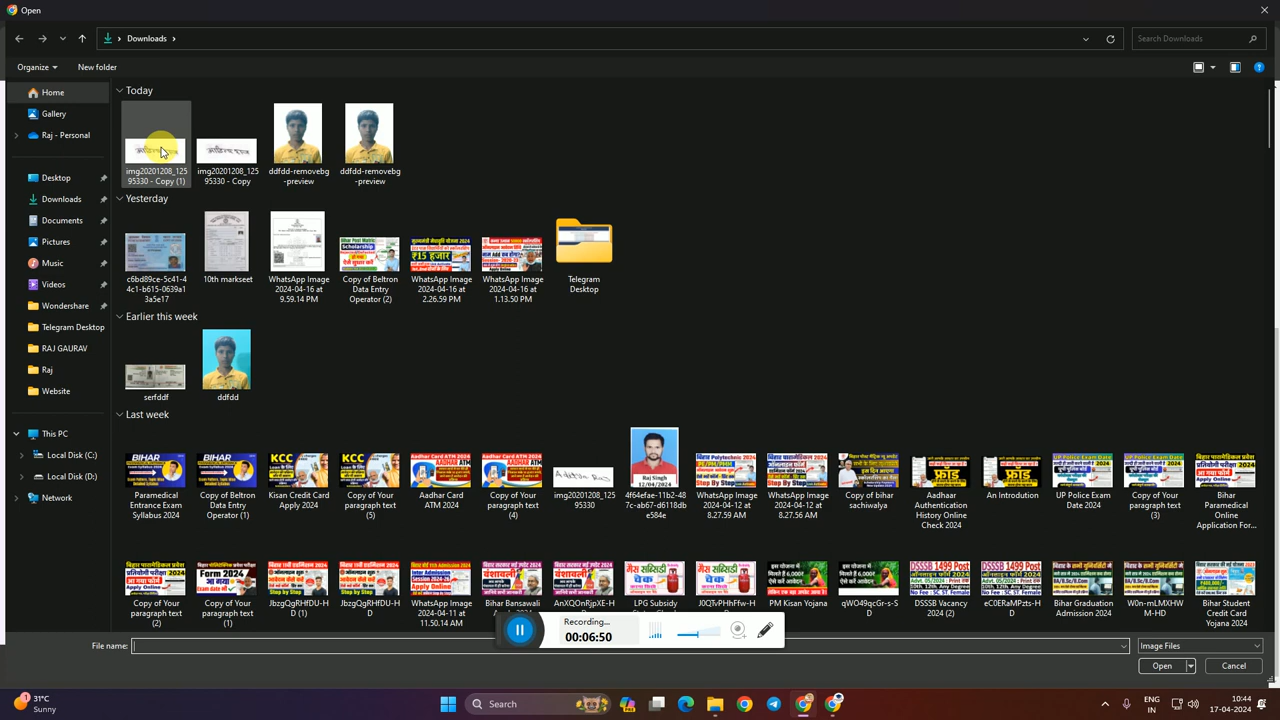 Open
Downloads
Search Downloads
Organize
New folder
Home
Gallery
Raj - Personal
Desktop
Downloads
Documents
Pictures
Music
Videos
Wondershare
Telegram Desktop
RAJ GAURAV
Raj
Website
This PC
Local Disk (C:)
Local Disk (D:)
Network
Today
img20201208_125
95330 - Copy (1)
img20201208_125
95330 - Copy
ddfdd-removebg
-preview
ddfdd-removebg
-preview
Yesterday
c6bd89ce-5c41-4
4c1-b615-0639a1
3a5e17
10th markseet
WhatsApp Image
2024-04-16 at
9.59.14 PM
Copy of Beltron
Data Entry
Operator (2)
WhatsApp Image
2024-04-16 at
2.26.59 PM
WhatsApp Image
2024-04-16 at
1.13.50 PM
Telegram
Desktop
Earlier this week
serfddf
ddfdd
Last week
Paramedical
Entrance Exam
Syllabus 2024
Copy of Beltron
Data Entry
Operator (1)
Kisan Credit Card
Apply 2024
Copy of Your
paragraph text
(5)
Aadhar Card
ATM 2024
Copy of Your
paragraph text
(4)
img20201208_125
95330
4f64efae-11b2-48
7c-ab67-d6118db
e584e
WhatsApp Image
2024-04-12 at
8.27.59 AM
WhatsApp Image
2024-04-12 at
8.27.56 AM
Copy of bihar
sachiwalya
Aadhaar
Authentication
History Online
Check 2024
An Introdution
UP Police Exam
Date 2024
Copy of Your
paragraph text
(3)
Bihar
Paramedical
Online
Application For...
Copy of Your
paragraph text
(2)
Copy of Your
paragraph text
(1)
JbzgQgRHfDU-H
D
JbzgQgRHfDU-H
D
WhatsApp Image
2024-04-11 at
11.50.14 AM
Bihar Bansawali
AnXQOnRjpXE-H
LPG Subsidy
J0QTvPHhFfw-H
PM Kisan Yojana
qWO49qcGr-s-S
D
DSSSB Vacancy
2024 (2)
eC0ERaMPzts-H
D
Bihar Graduation
Admission 2024
W0n-mLMXHW
M-HD
Bihar Student
Credit Card
Yojana 2024
Recording...
00:06:50
File name:
Image Files
Open
Cancel
31°C
Sunny
Search
ENG
IN
10:44
17-04-2024